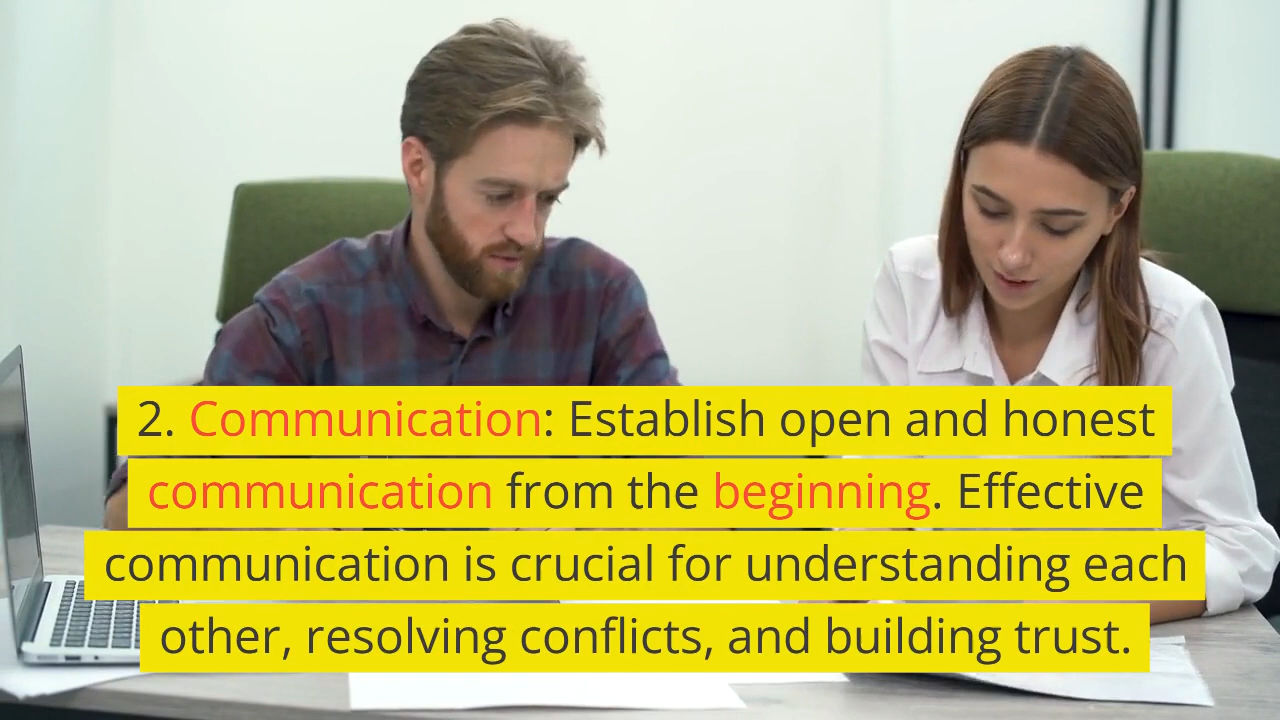 2. Communication: Establish open and honest
communication from the beginning. Effective
communication is crucial for understanding each
other, resolving conflicts, and building trust.